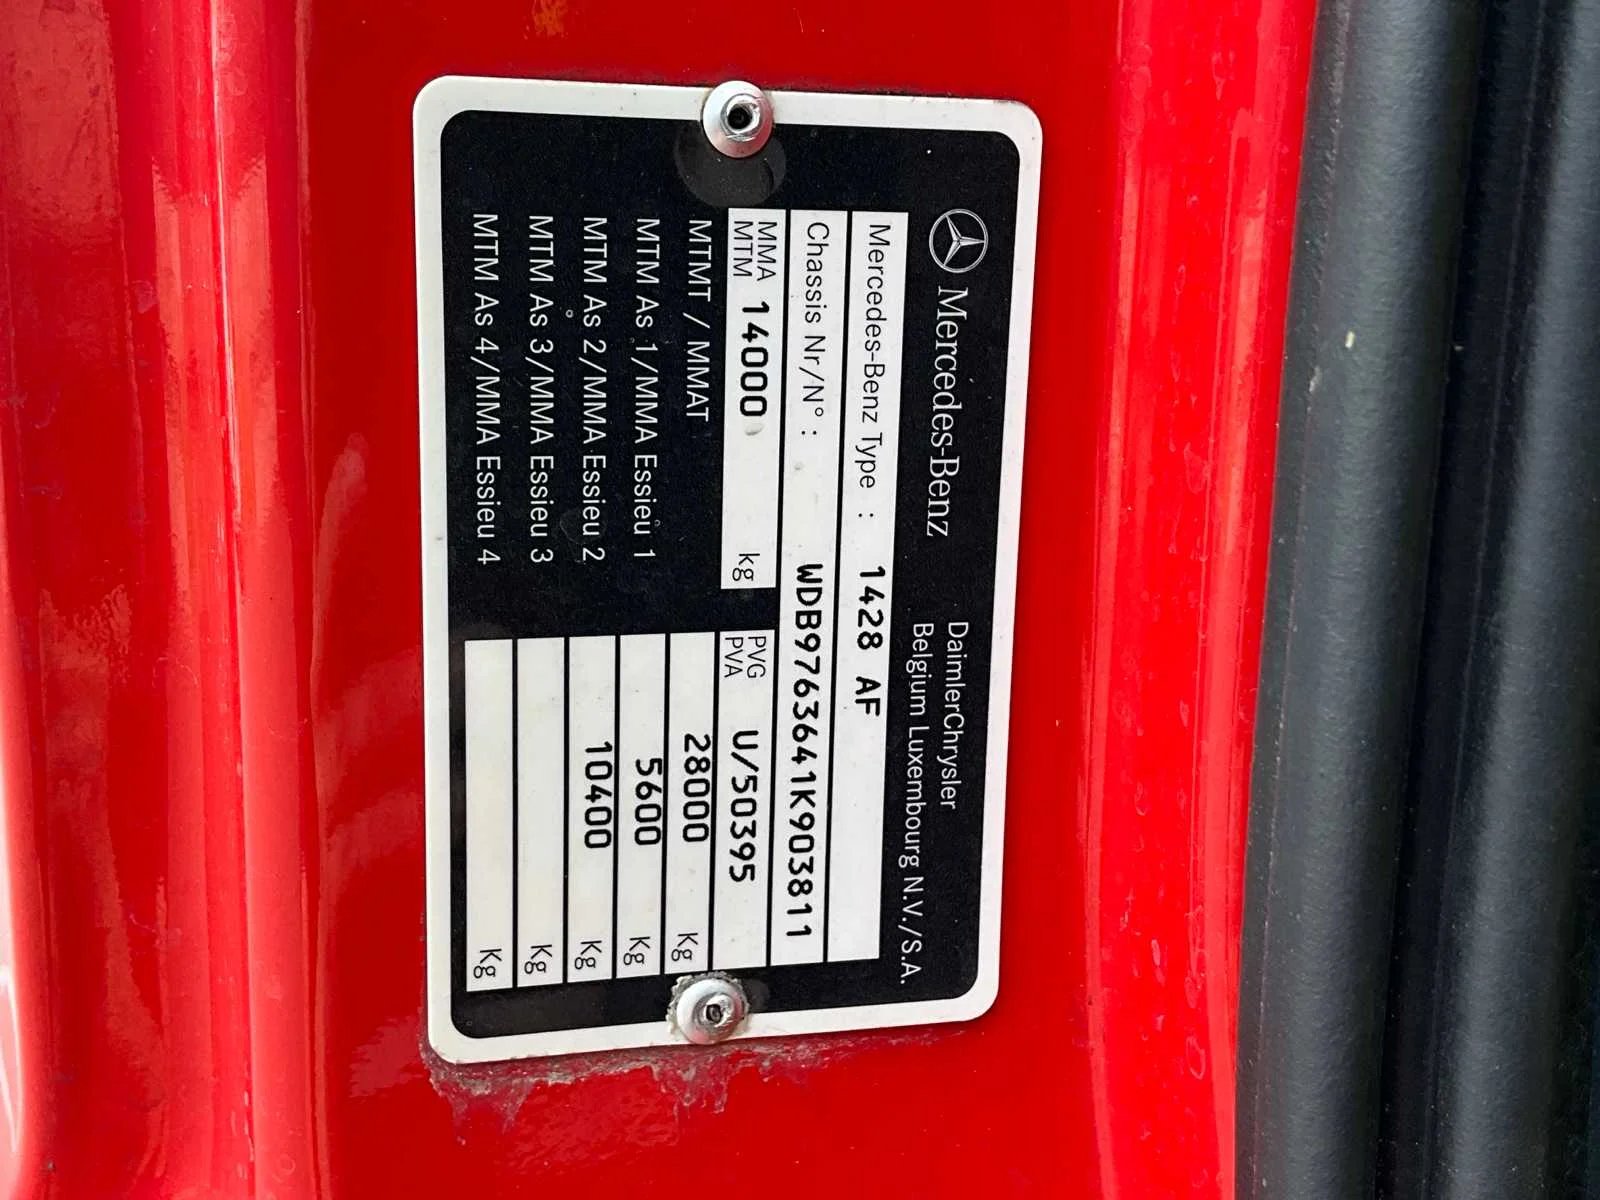 Mercedes-Benz
DaimlerChrysler
Belgium Luxembourg N.V./S.A.
Mercedes-Benz Type : 1428 AF
Chassis Nr/N° : WDB9763641K903811
MMA
MTM 14000 kg
PVG
PVA U/50395
MTMT / MMAT 28000 Kg
MTM As 1/MMA Essieu 1 5600 Kg
MTM As 2/MMA Essieu 2 10400 Kg
MTM As 3/MMA Essieu 3 Kg
MTM As 4/MMA Essieu 4 Kg